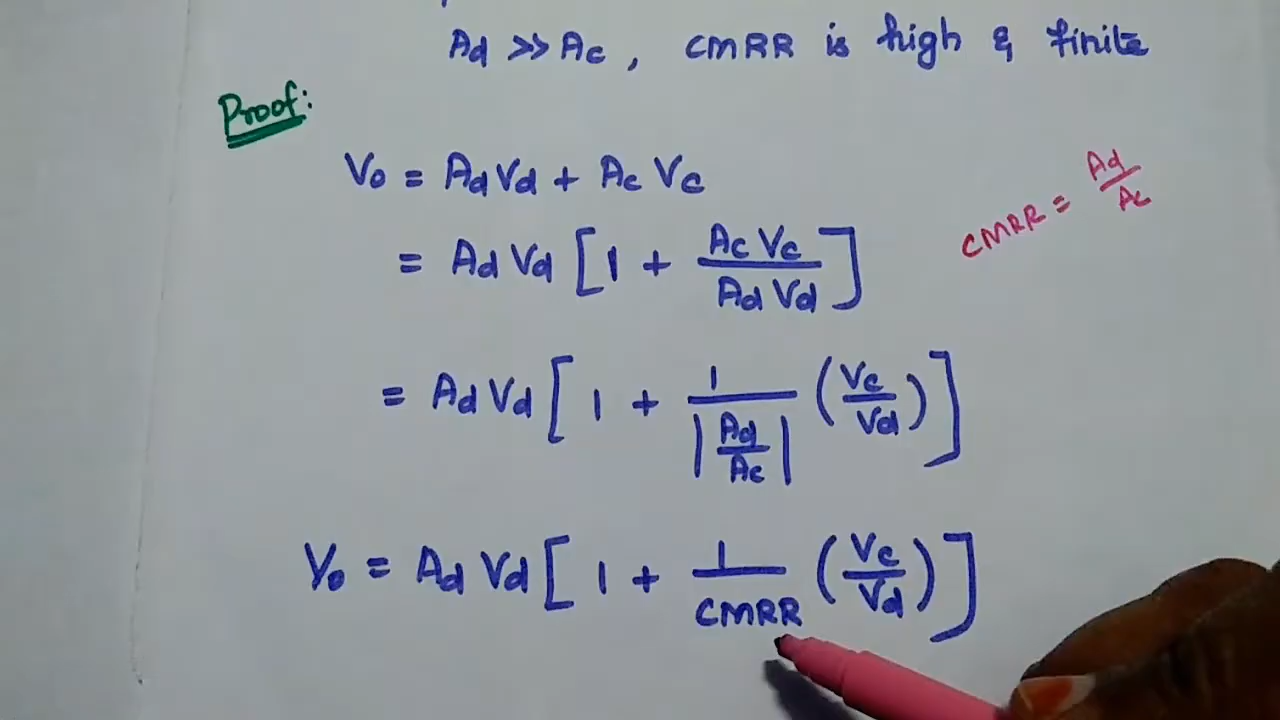 Ad >> Ac, CMRR is high & finite
Proof:
Vo = Ad Vd + Ac Vc
CMRR = Ad/Ac
= Ad Vd [1 + Ac Vc / Ad Vd]
= Ad Vd [1 + 1/|Ad/Ac| (Vc/Vd)]
Vo = Ad Vd [1 + 1/CMRR (Vc/Vd)]